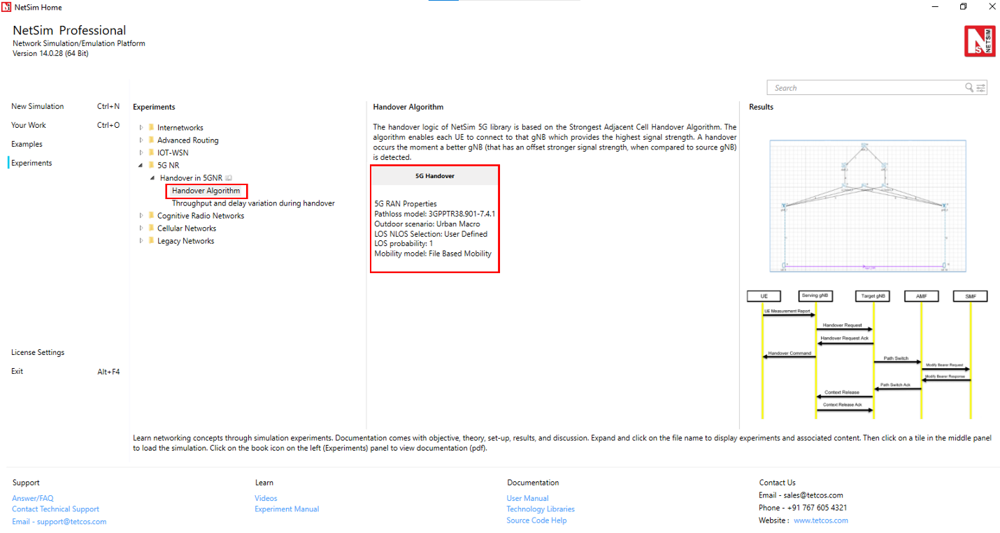 NetSim Home
NetSim Professional
Network Simulation/Emulation Platform
Version 14.0.28 (64 Bit)
NETSIM
Search
New Simulation Ctrl+N
Your Work Ctrl+O
Examples
Experiments
License Settings
Exit Alt+F4
Experiments
Internetworks
Advanced Routing
IOT-WSN
5G NR
Handover in 5GNR
Handover Algorithm
Throughput and delay variation during handover
Cognitive Radio Networks
Cellular Networks
Legacy Networks
Handover Algorithm
The handover logic of NetSim 5G library is based on the Strongest Adjacent Cell Handover Algorithm. The
algorithm enables each UE to connect to that gNB which provides the highest signal strength. A handover
occurs the moment a better gNB (that has an offset stronger signal strength, when compared to source gNB)
is detected.
5G Handover
5G RAN Properties
Pathloss model: 3GPPTR38.901-7.4.1
Outdoor scenario: Urban Macro
LOS NLOS Selection: User Defined
LOS probability: 1
Mobility model: File Based Mobility
Results
UE Serving gNB Target gNB AMF SMF
UE Measurement Report
Handover Request
Handover Request Ack
Handover Command
Path Switch
Modify Bearer Request
Modify Bearer Response
Path Switch Ack
Context Release
Context Release Ack
Learn networking concepts through simulation experiments. Documentation comes with objective, theory, set-up, results, and discussion. Expand and click on the file name to display experiments and associated content. Then click on a tile in the middle panel
to load the simulation. Click on the book icon on the left (Experiments) panel to view documentation (pdf).
Support
Answer/FAQ
Contact Technical Support
Email - support@tetcos.com
Learn
Videos
Experiment Manual
Documentation
User Manual
Technology Libraries
Source Code Help
Contact Us
Email - sales@tetcos.com
Phone - +91 767 605 4321
Website : www.tetcos.com